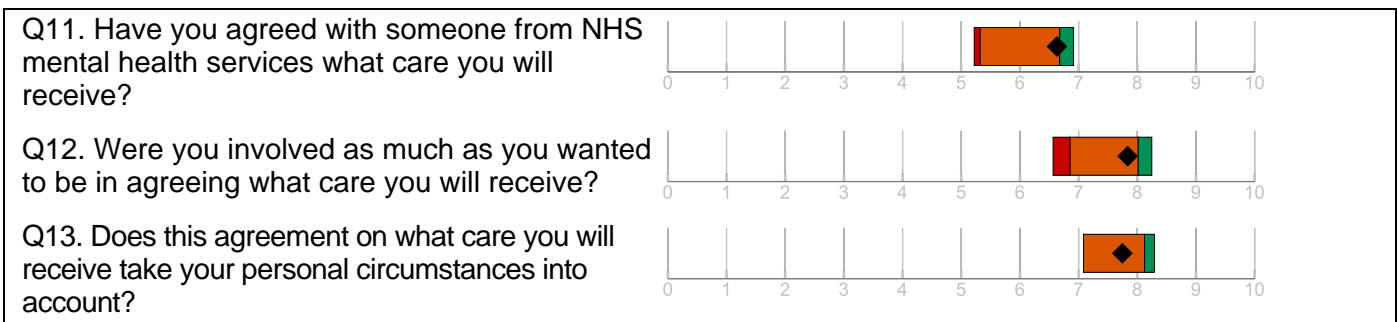 Q11. Have you agreed with someone from NHS
mental health services what care you will
receive?
0 1 2 3 4 5 6 7 8 9 10
Q12. Were you involved as much as you wanted
to be in agreeing what care you will receive?
0 1 2 3 4 5 6 7 8 9 10
Q13. Does this agreement on what care you will
receive take your personal circumstances into
account?
0 1 2 3 4 5 6 7 8 9 10